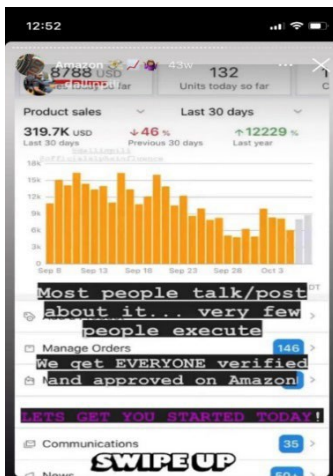 12:52
Amazon 43w
8788 USD 132
Units today so far
Product sales Last 30 days
319.7K USD ↓46 % ↑12229 %
Last 30 days Previous 30 days Last year
18k
15k
12k
9k
6k
3k
0
Sep 8 Sep 13 Sep 18 Sep 23 Sep 28 Oct 3
Most people talk/post
about it... very few
people execute
Manage Orders 146
We get EVERYONE verified
and approved on Amazon
LETS GET YOU STARTED TODAY!
Communications 35
SWIPE UP
News 50+